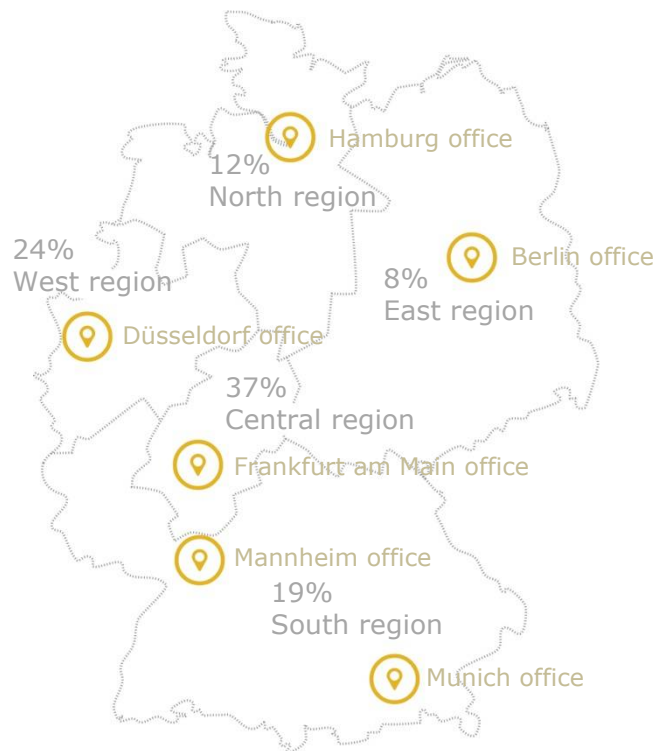 Hamburg office
12%
North region
24%
West region
Berlin office
8%
East region
Düsseldorf office
37%
Central region
Frankfurt am Main office
Mannheim office
19%
South region
Munich office